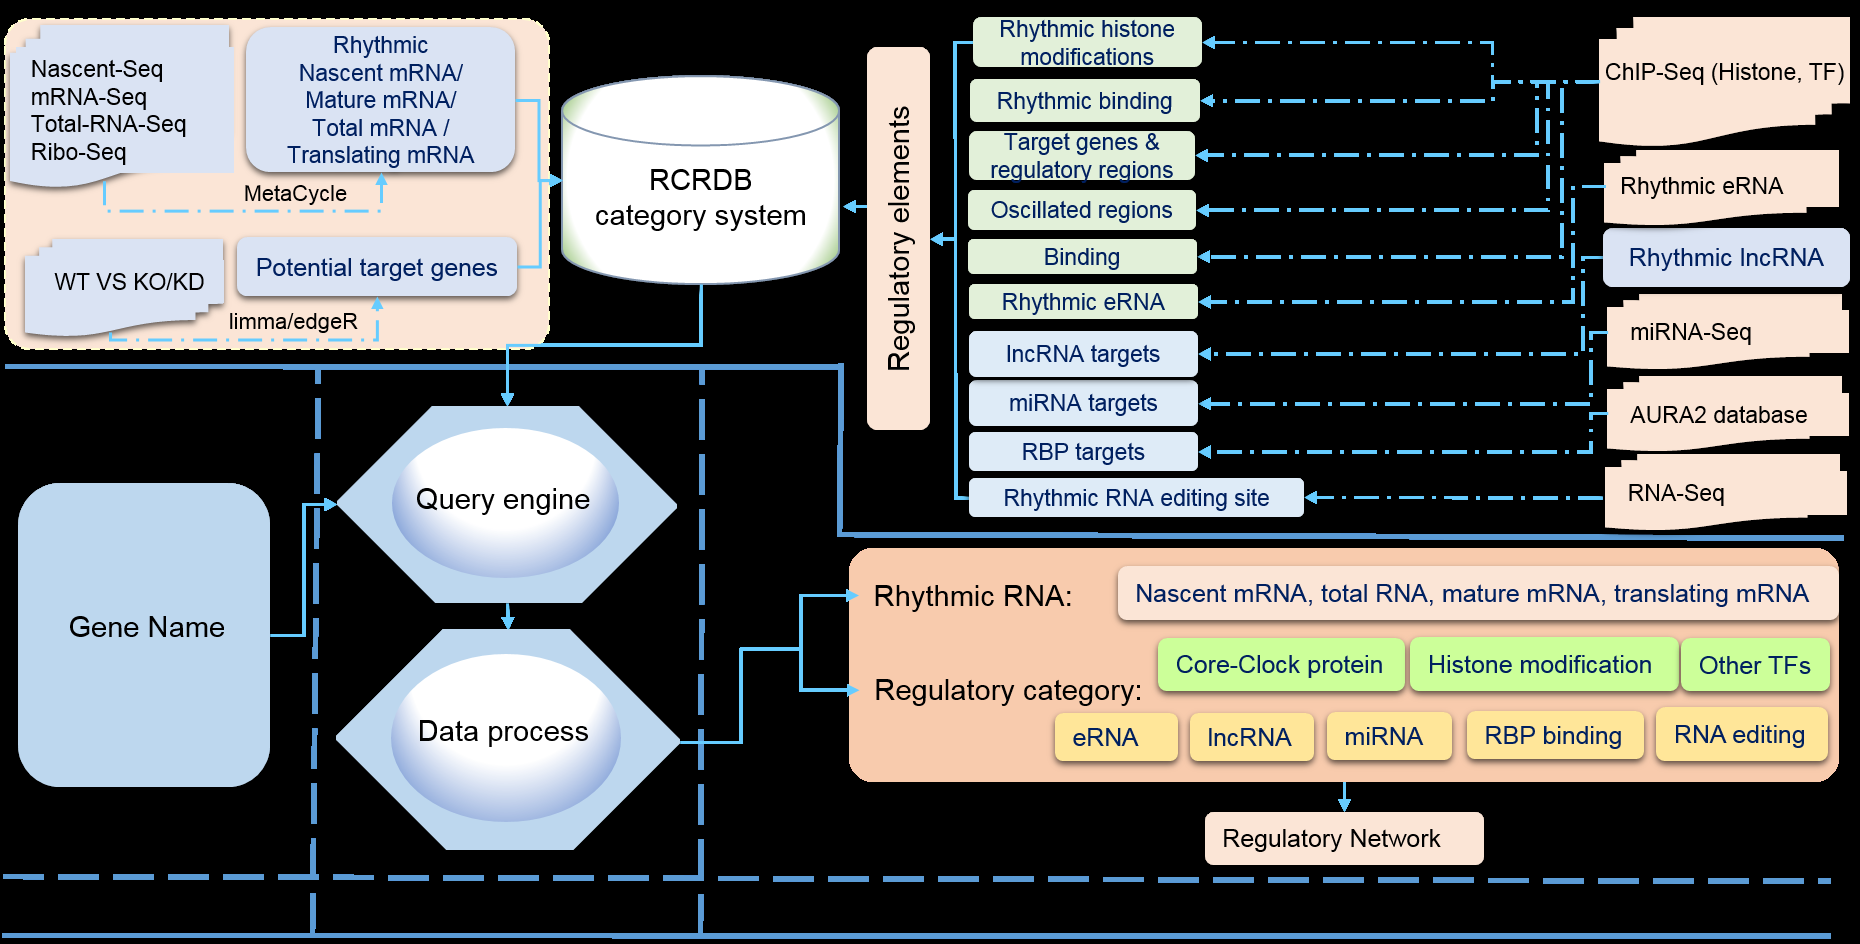 Nascent-Seq
mRNA-Seq
Total-RNA-Seq
Ribo-Seq
Rhythmic
Nascent mRNA/
Mature mRNA/
Total mRNA /
Translating mRNA
MetaCycle
WT VS KO/KD
Potential target genes
limma/edgeR
RCRDB
category system
Regulatory elements
Rhythmic histone
modifications
Rhythmic binding
Target genes &
regulatory regions
Oscillated regions
Binding
Rhythmic eRNA
lncRNA targets
miRNA targets
RBP targets
Rhythmic RNA editing site
ChIP-Seq (Histone, TF)
Rhythmic eRNA
Rhythmic lncRNA
miRNA-Seq
AURA2 database
RNA-Seq
Gene Name
Query engine
Data process
Rhythmic RNA:
Nascent mRNA, total RNA, mature mRNA, translating mRNA
Regulatory category:
Core-Clock protein
Histone modification
Other TFs
eRNA
lncRNA
miRNA
RBP binding
RNA editing
Regulatory Network